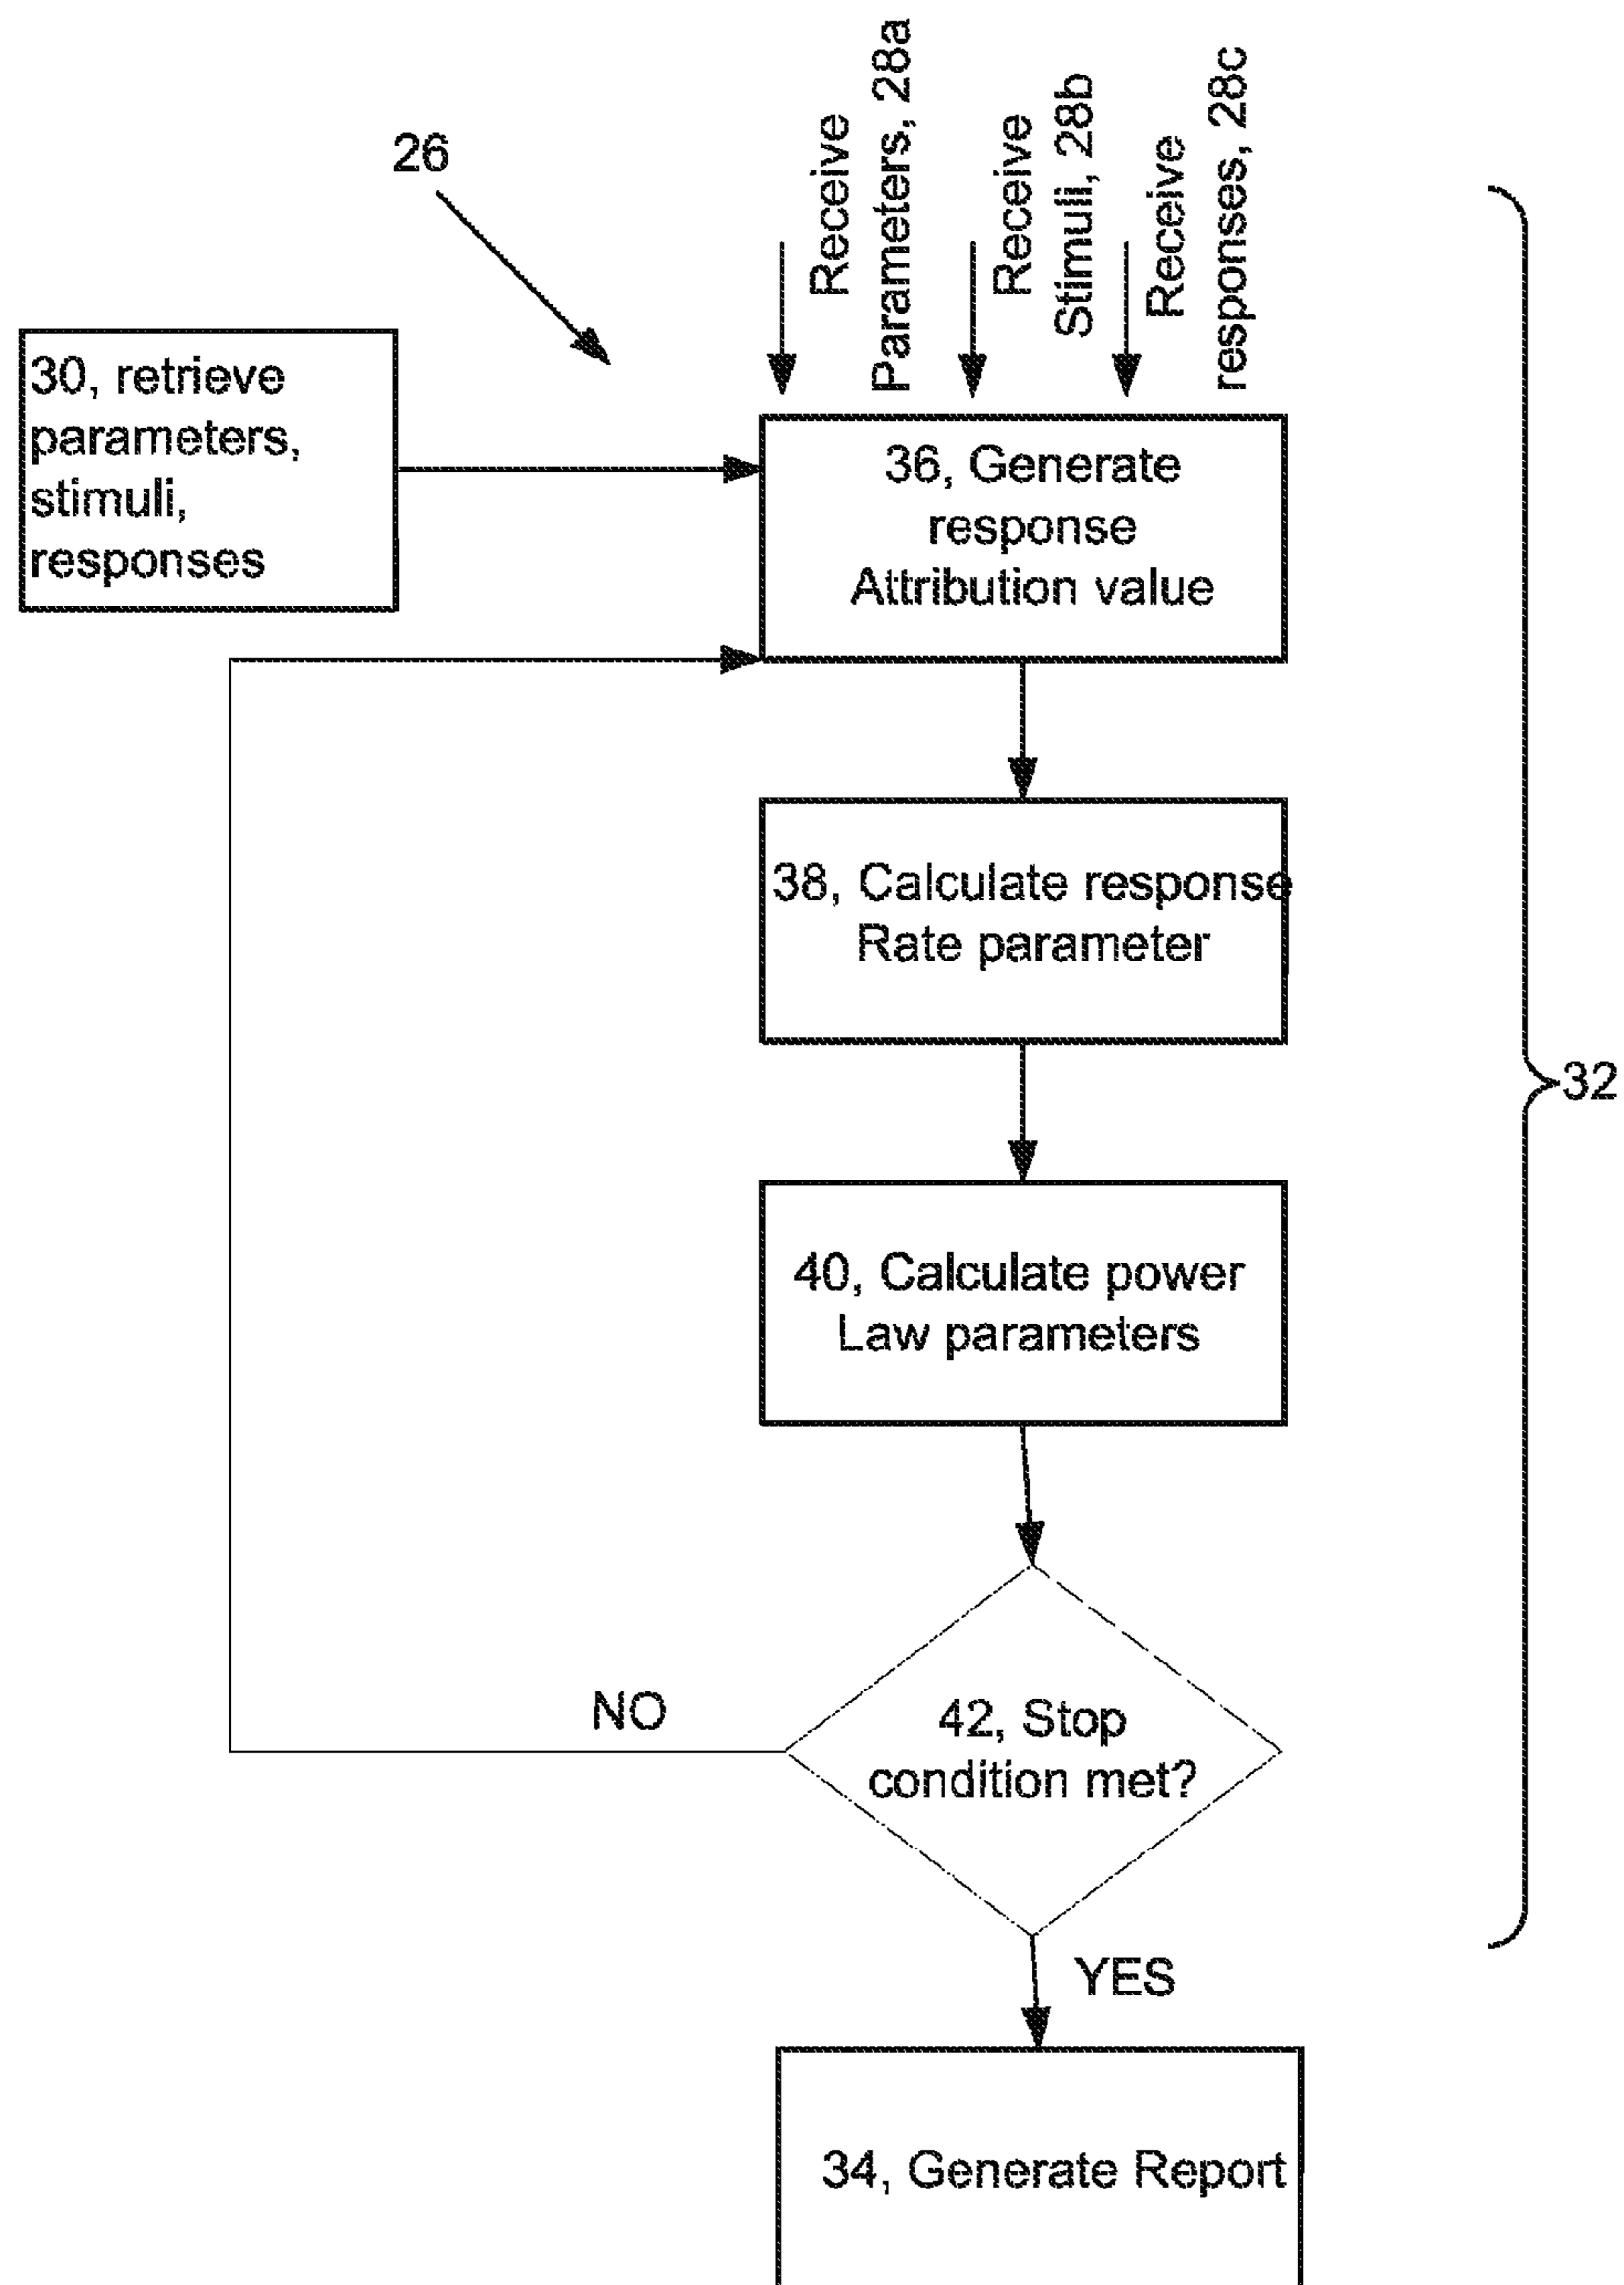 26
Receive
Parameters, 28a
Receive
Stimuli, 28b
Receive
responses, 28c
30, retrieve
parameters,
stimuli,
responses
36, Generate
response
Attribution value
38, Calculate response
Rate parameter
32
40, Calculate power
Law parameters
NO
42, Stop
condition met?
YES
34, Generate Report